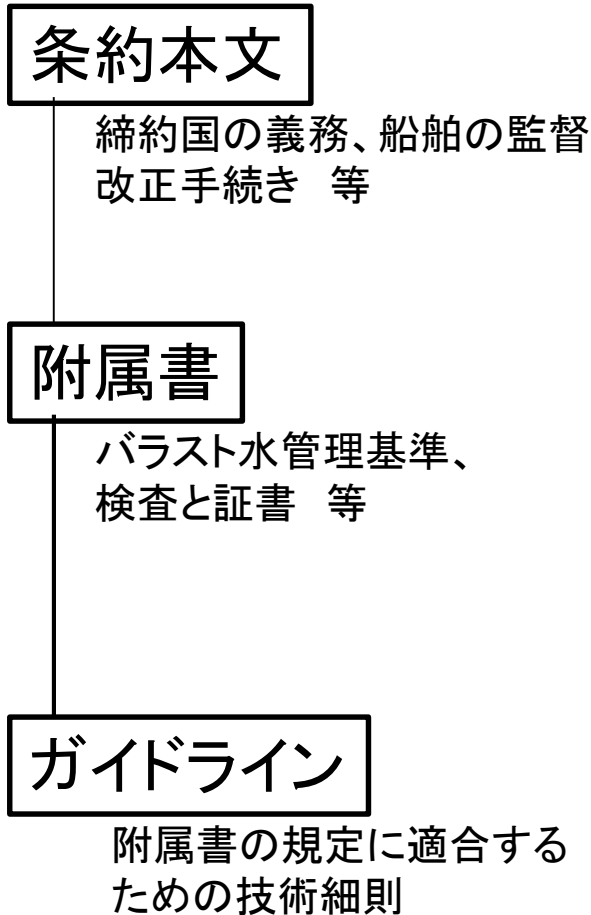 条約本文
締約国の義務、船舶の監督
改正手続き　等
附属書
バラスト水管理基準、
検査と証書　等
ガイドライン
附属書の規定に適合する
ための技術細則